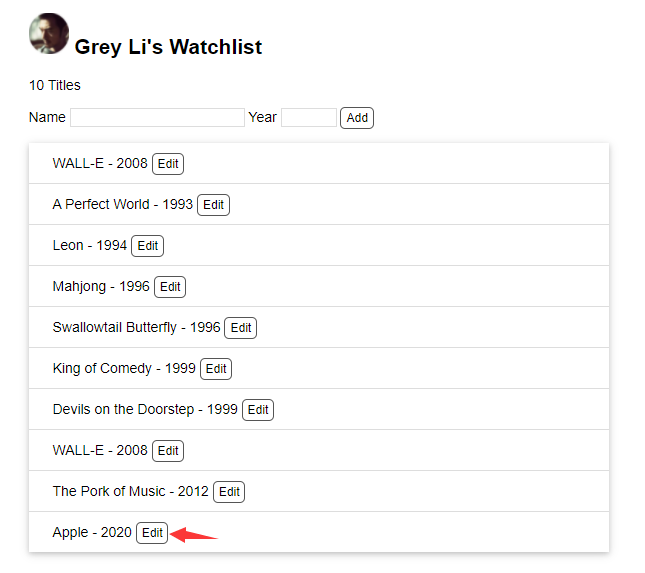 Grey Li's Watchlist
10 Titles
Name Year Add
WALL-E - 2008 Edit
A Perfect World - 1993 Edit
Leon - 1994 Edit
Mahjong - 1996 Edit
Swallowtail Butterfly - 1996 Edit
King of Comedy - 1999 Edit
Devils on the Doorstep - 1999 Edit
WALL-E - 2008 Edit
The Pork of Music - 2012 Edit
Apple - 2020 Edit